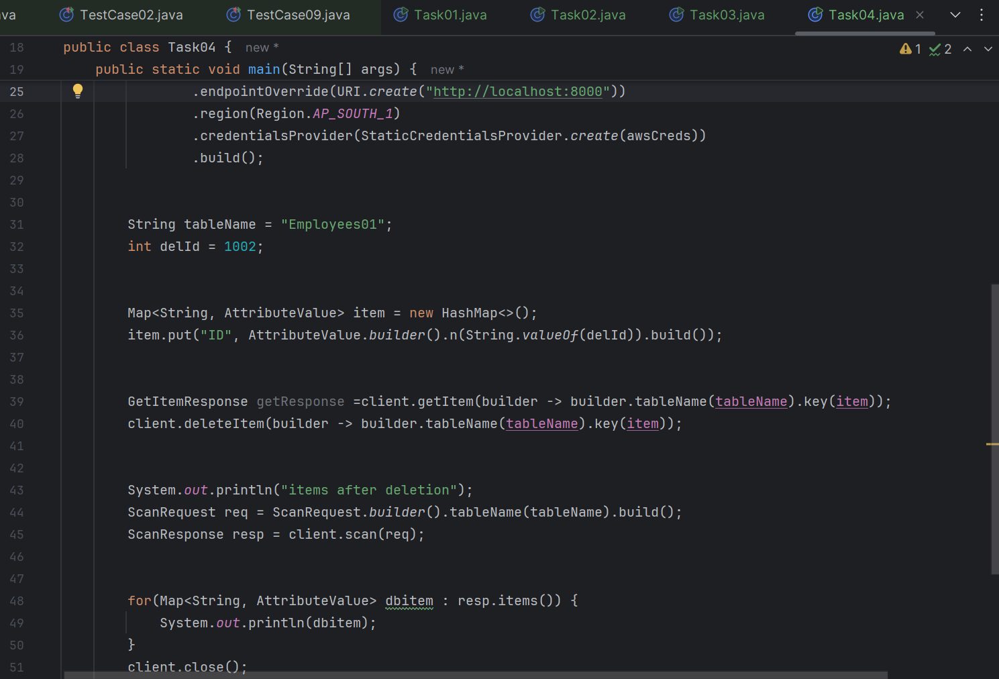 va TestCase02.java TestCase09.java Task01.java Task02.java Task03.java Task04.java
18 public class Task04 { new * 1 2
19 public static void main(String[] args) { new *
25 .endpointOverride(URI.create("http://localhost:8000"))
26 .region(Region.AP_SOUTH_1)
27 .credentialsProvider(StaticCredentialsProvider.create(awsCreds))
28 .build();
29
30
31 String tableName = "Employees01";
32 int delId = 1002;
33
34
35 Map<String, AttributeValue> item = new HashMap<>();
36 item.put("ID", AttributeValue.builder().n(String.valueOf(delId)).build());
37
38
39 GetItemResponse getResponse =client.getItem(builder -> builder.tableName(tableName).key(item));
40 client.deleteItem(builder -> builder.tableName(tableName).key(item));
41
42
43 System.out.println("items after deletion");
44 ScanRequest req = ScanRequest.builder().tableName(tableName).build();
45 ScanResponse resp = client.scan(req);
46
47
48 for(Map<String, AttributeValue> dbitem : resp.items()) {
49 System.out.println(dbitem);
50 }
51 client.close();